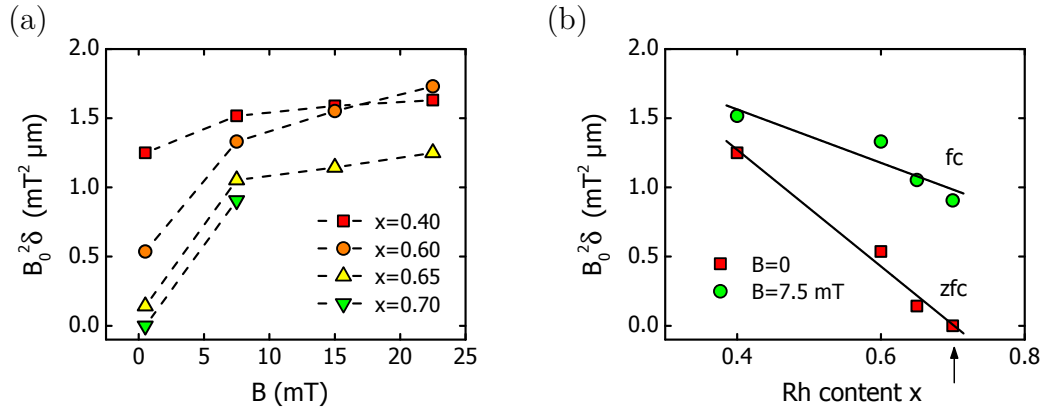 (a)
2.0
1.5
1.0
0.5
0.0
B₀²δ (mT² μm)
x=0.40
x=0.60
x=0.65
x=0.70
0 5 10 15 20 25
B (mT)
(b)
2.0
1.5
1.0
0.5
0.0
B₀²δ (mT² μm)
fc
B=0
B=7.5 mT
zfc
0.4 0.6 0.8
Rh content x